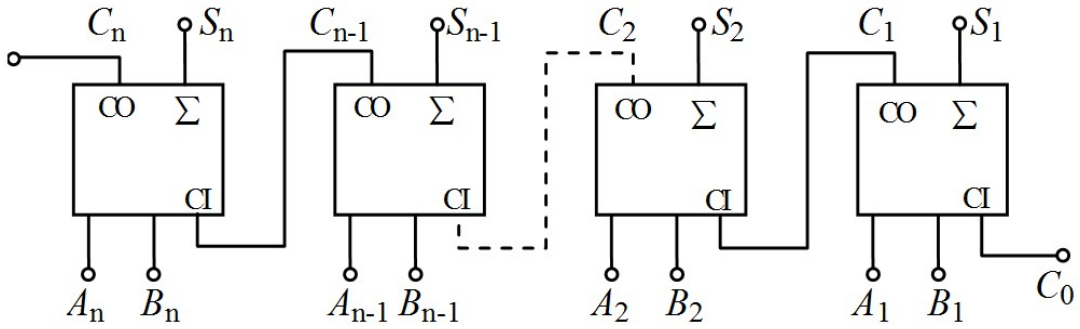 Cn Sn Cn-1 Sn-1 C2 S2 C1 S1
CO Σ CO Σ CO Σ CO Σ
CI CI CI CI
An Bn An-1 Bn-1 A2 B2 A1 B1 C0